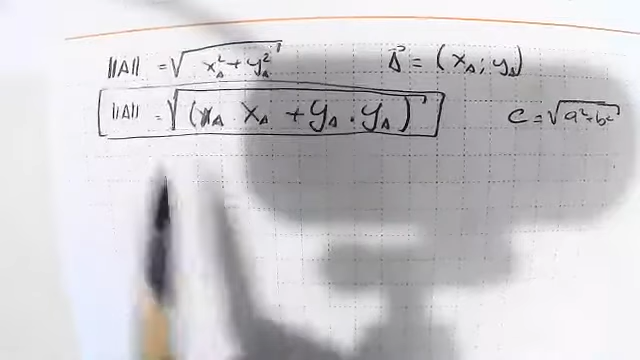 ||A|| = √(x_A² + y_A²)
A⃗ = (x_A; y_A)
||A|| = √(x_A · x_A + y_A · y_A)
c = √(a² + b²)